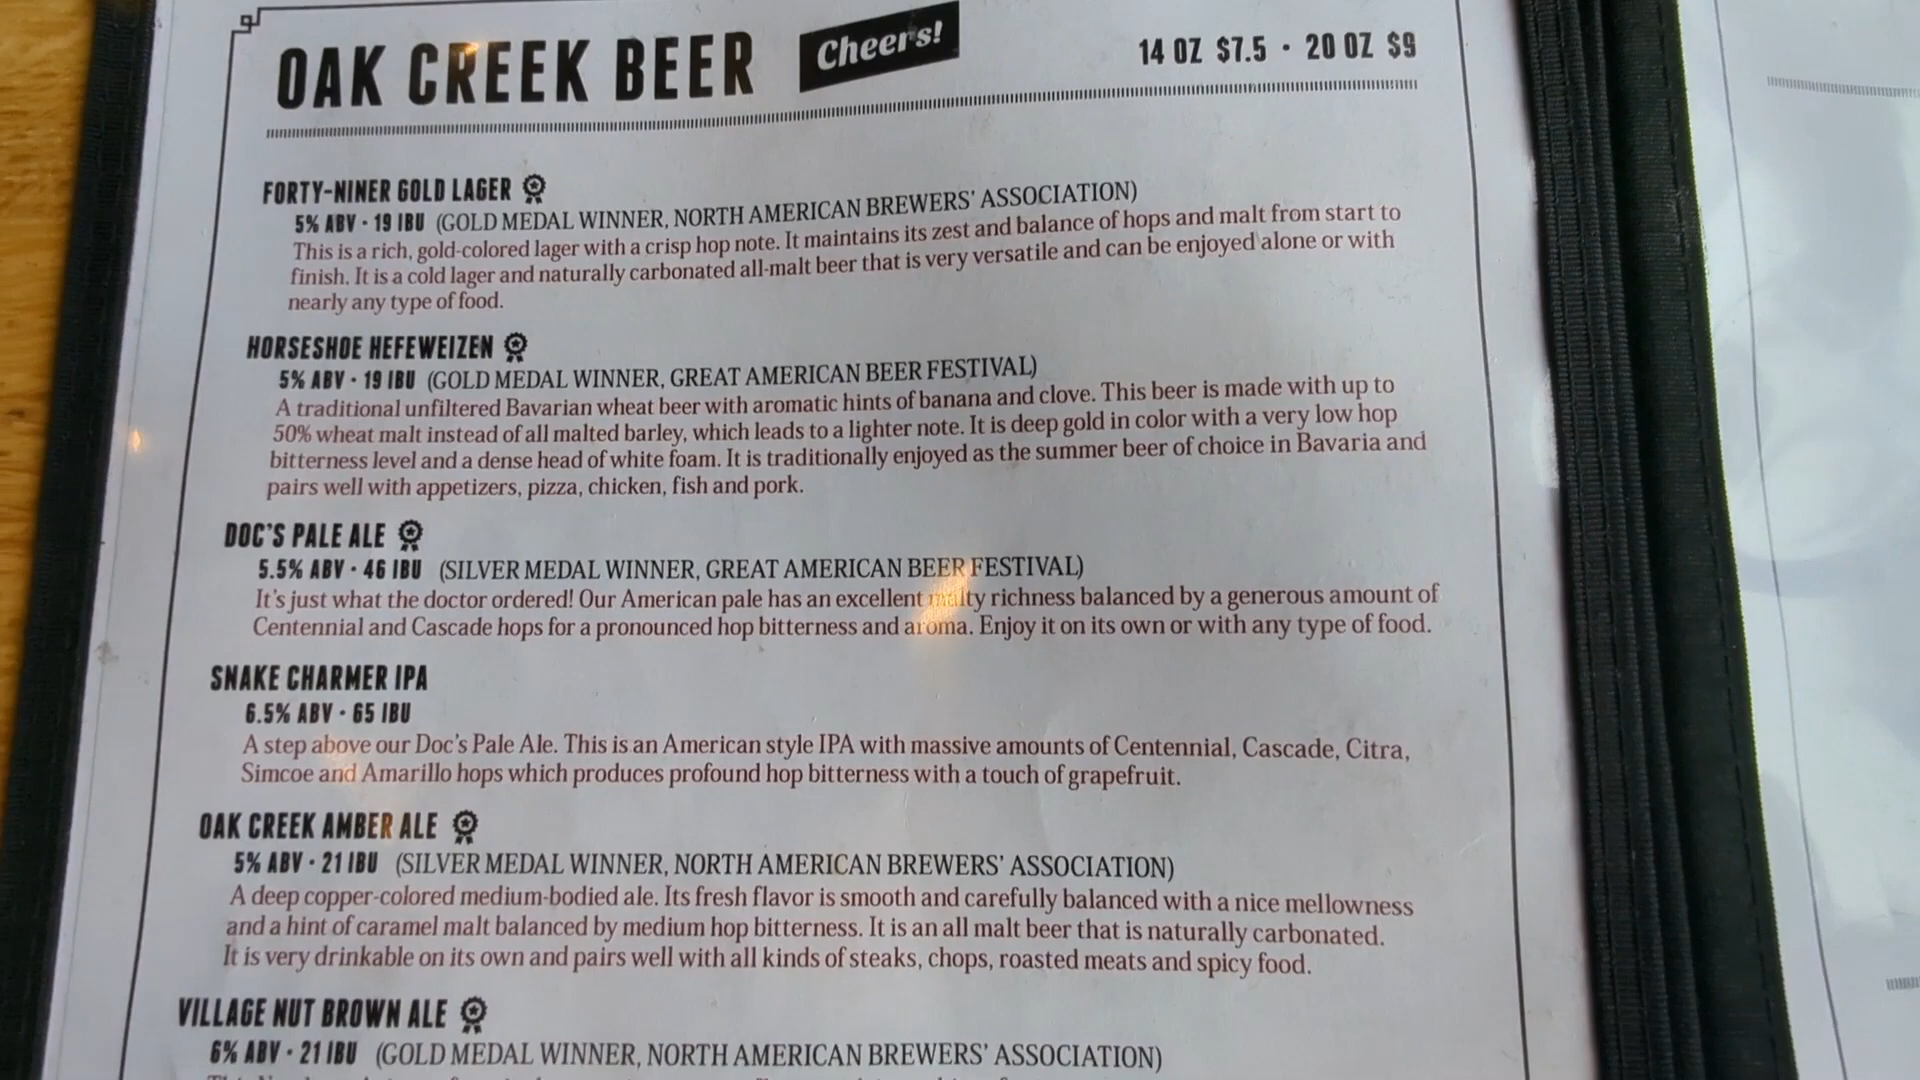 OAK CREEK BEER Cheers! 14 OZ $7.5 · 20 OZ $9
FORTY-NINER GOLD LAGER
5% ABV · 19 IBU (GOLD MEDAL WINNER, NORTH AMERICAN BREWERS' ASSOCIATION)
This is a rich, gold-colored lager with a crisp hop note. It maintains its zest and balance of hops and malt from start to
finish. It is a cold lager and naturally carbonated all-malt beer that is very versatile and can be enjoyed alone or with
nearly any type of food.
HORSESHOE HEFEWEIZEN
5% ABV · 19 IBU (GOLD MEDAL WINNER, GREAT AMERICAN BEER FESTIVAL)
A traditional unfiltered Bavarian wheat beer with aromatic hints of banana and clove. This beer is made with up to
50% wheat malt instead of all malted barley, which leads to a lighter note. It is deep gold in color with a very low hop
bitterness level and a dense head of white foam. It is traditionally enjoyed as the summer beer of choice in Bavaria and
pairs well with appetizers, pizza, chicken, fish and pork.
DOC'S PALE ALE
5.5% ABV · 46 IBU (SILVER MEDAL WINNER, GREAT AMERICAN BEER FESTIVAL)
It's just what the doctor ordered! Our American pale has an excellent malty richness balanced by a generous amount of
Centennial and Cascade hops for a pronounced hop bitterness and aroma. Enjoy it on its own or with any type of food.
SNAKE CHARMER IPA
6.5% ABV · 65 IBU
A step above our Doc's Pale Ale. This is an American style IPA with massive amounts of Centennial, Cascade, Citra,
Simcoe and Amarillo hops which produces profound hop bitterness with a touch of grapefruit.
OAK CREEK AMBER ALE
5% ABV · 21 IBU (SILVER MEDAL WINNER, NORTH AMERICAN BREWERS' ASSOCIATION)
A deep copper-colored medium-bodied ale. Its fresh flavor is smooth and carefully balanced with a nice mellowness
and a hint of caramel malt balanced by medium hop bitterness. It is an all malt beer that is naturally carbonated.
It is very drinkable on its own and pairs well with all kinds of steaks, chops, roasted meats and spicy food.
VILLAGE NUT BROWN ALE
6% ABV · 21 IBU (GOLD MEDAL WINNER, NORTH AMERICAN BREWERS' ASSOCIATION)